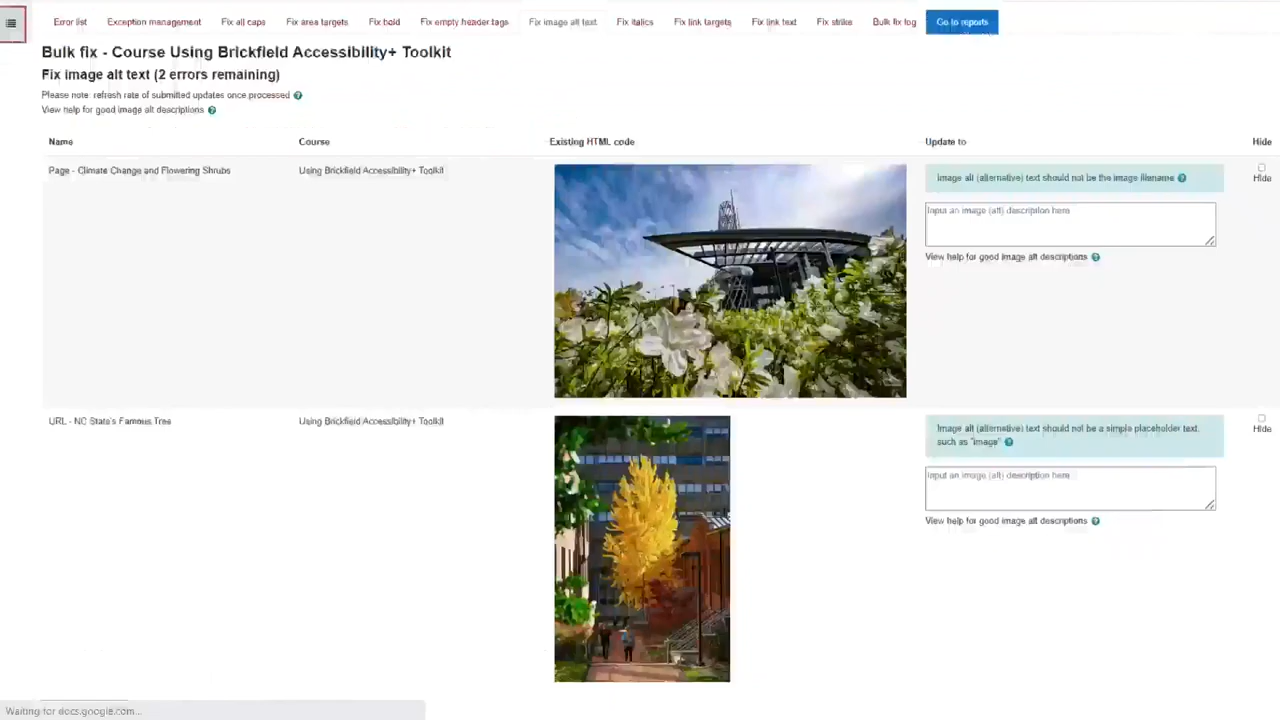 Error list Exception management Fix all caps Fix area targets Fix bold Fix empty header tags Fix image alt text Fix italics Fix link targets Fix link text Fix strike Bulk fix log Go to reports
Bulk fix - Course Using Brickfield Accessibility+ Toolkit
Fix image alt text (2 errors remaining)
Please note: refresh rate of submitted updates once processed
View help for good image alt descriptions
Name Course Existing HTML code Update to Hide
Page - Climate Change and Flowering Shrubs Using Brickfield Accessibility+ Toolkit
Image alt (alternative) text should not be the image filename
Hide
Input an image (alt) description here
View help for good image alt descriptions
URL - NC State's Famous Tree Using Brickfield Accessibility+ Toolkit
Image alt (alternative) text should not be a simple placeholder text,
such as "image"
Hide
Input an image (alt) description here
View help for good image alt descriptions
Waiting for docs.google.com...